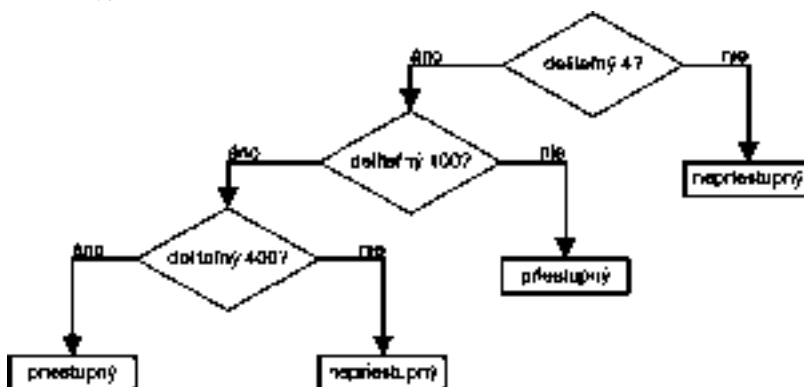 áno
deliteľný 4?
nie
áno
deliteľný 100?
nie
nepriestupný
áno
deliteľný 400?
nie
priestupný
priestupný
nepriestupný